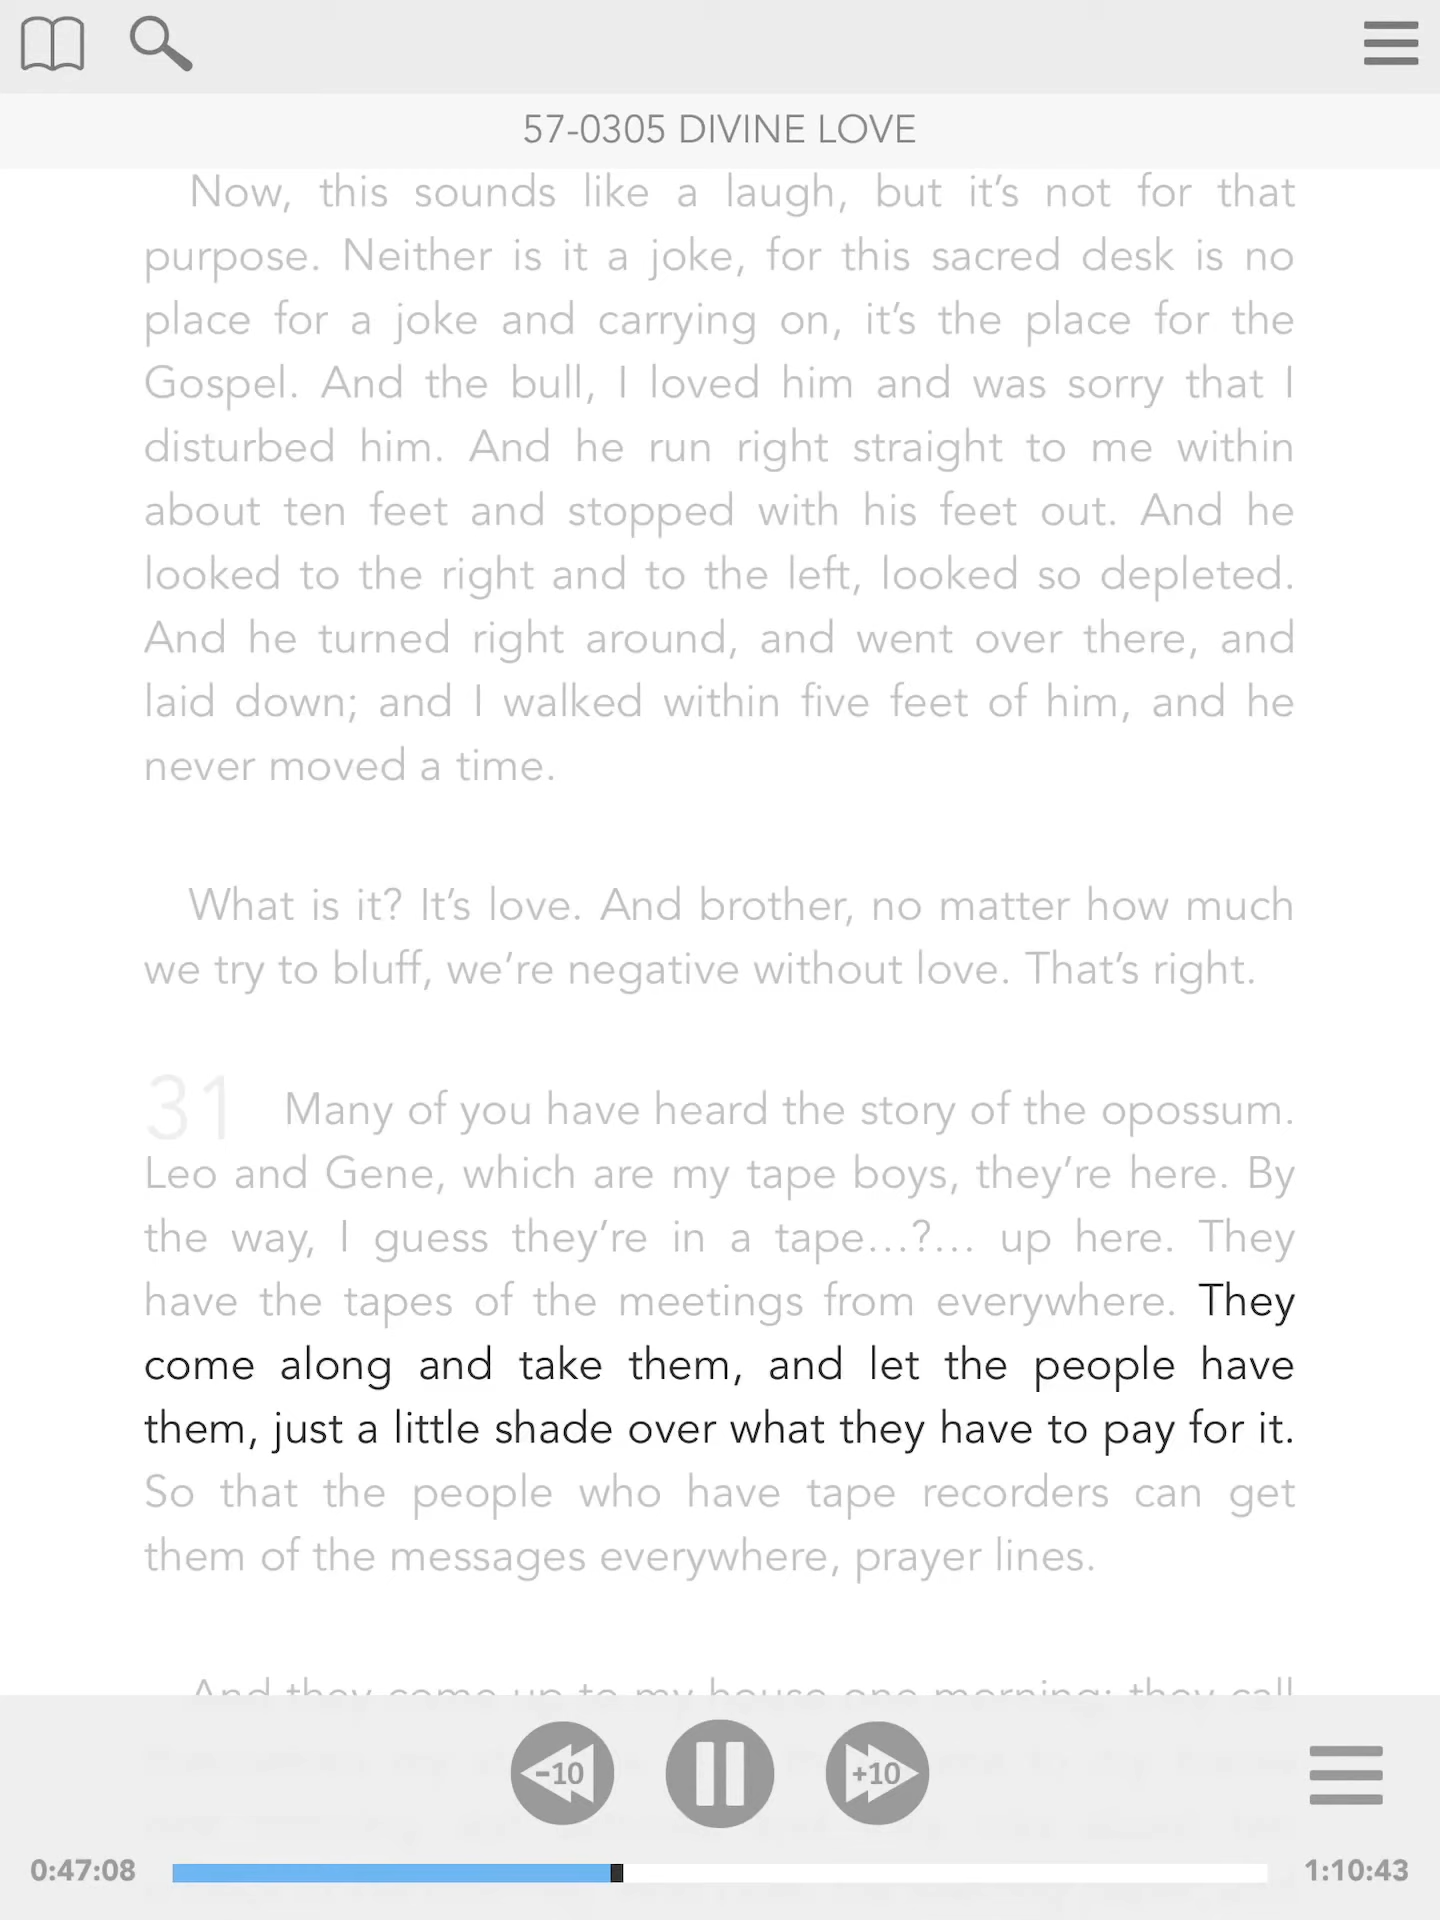 57-0305 DIVINE LOVE
Now, this sounds like a laugh, but it’s not for that
purpose. Neither is it a joke, for this sacred desk is no
place for a joke and carrying on, it’s the place for the
Gospel. And the bull, I loved him and was sorry that I
disturbed him. And he run right straight to me within
about ten feet and stopped with his feet out. And he
looked to the right and to the left, looked so depleted.
And he turned right around, and went over there, and
laid down; and I walked within five feet of him, and he
never moved a time.
What is it? It’s love. And brother, no matter how much
we try to bluff, we’re negative without love. That’s right.
31 Many of you have heard the story of the opossum.
Leo and Gene, which are my tape boys, they’re here. By
the way, I guess they’re in a tape...?... up here. They
have the tapes of the meetings from everywhere. They
come along and take them, and let the people have
them, just a little shade over what they have to pay for it.
So that the people who have tape recorders can get
them of the messages everywhere, prayer lines.
And they come up to my house one morning; they call
-10 +10
0:47:08 1:10:43